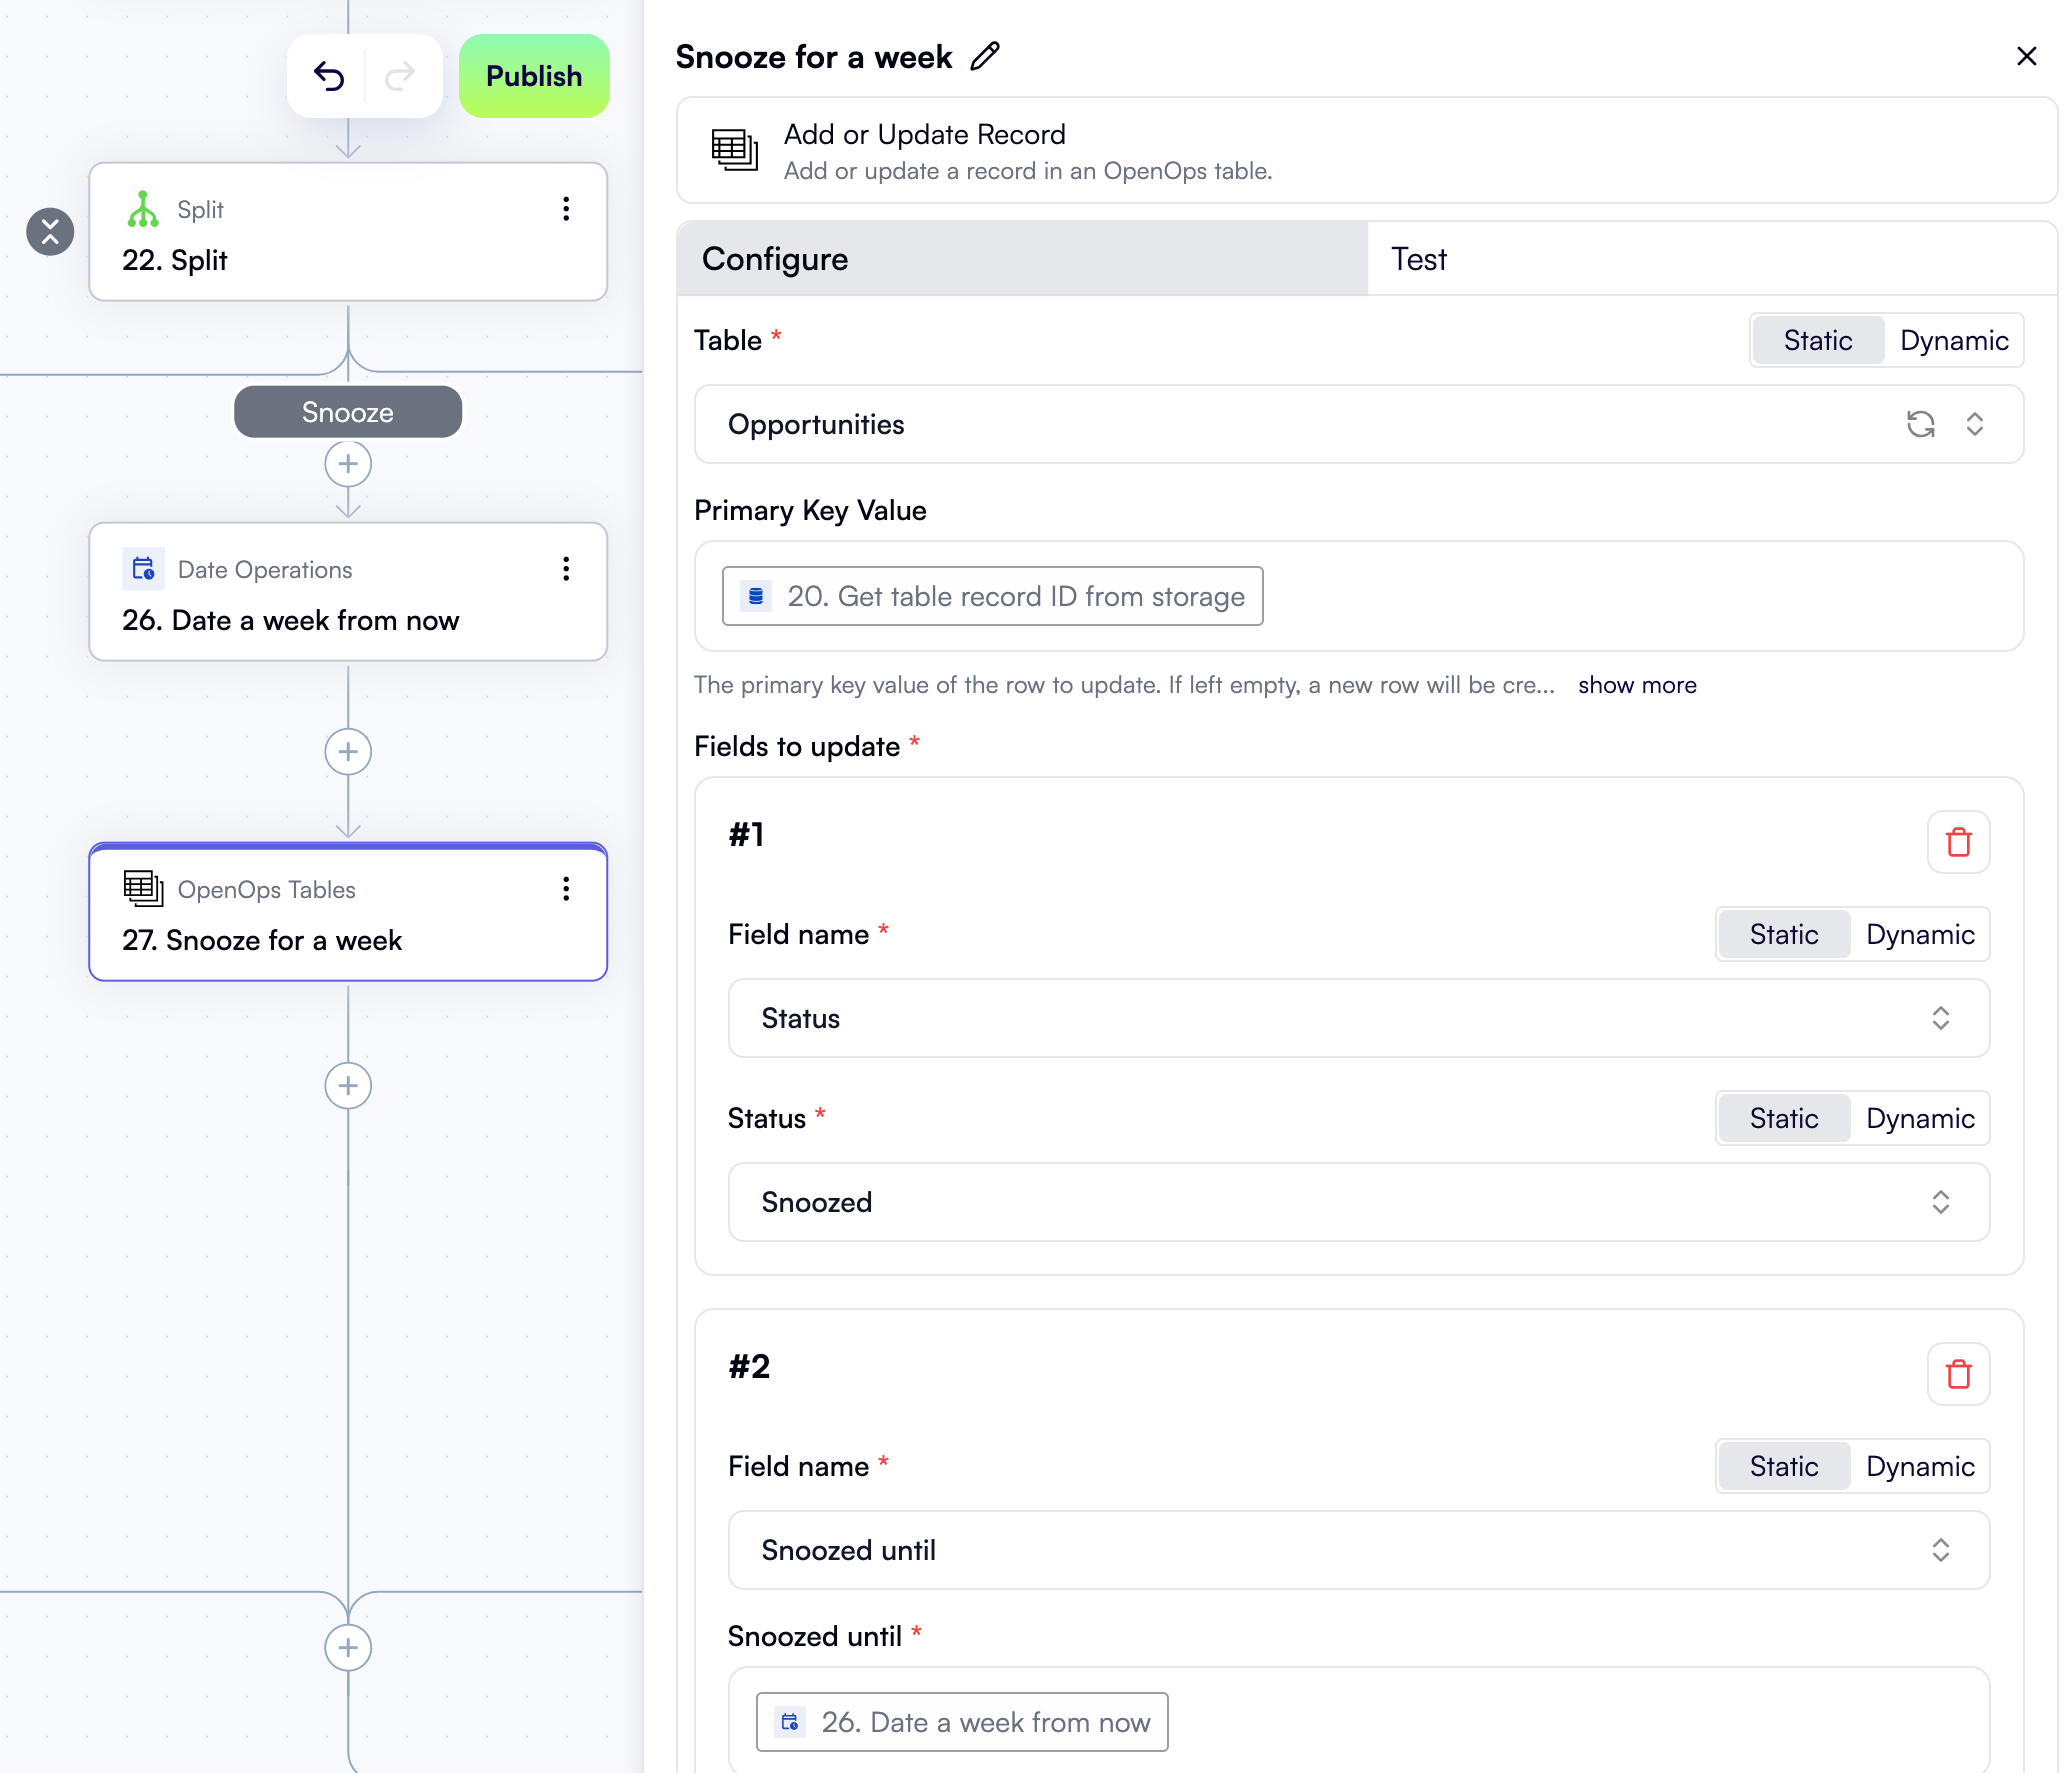 Publish
Split
22. Split
Snooze
Date Operations
26. Date a week from now
OpenOps Tables
27. Snooze for a week
Snooze for a week
Add or Update Record
Add or update a record in an OpenOps table.
Configure
Test
Table *
Static
Dynamic
Opportunities
Primary Key Value
20. Get table record ID from storage
The primary key value of the row to update. If left empty, a new row will be cre... show more
Fields to update *
#1
Field name *
Static
Dynamic
Status
Status *
Static
Dynamic
Snoozed
#2
Field name *
Static
Dynamic
Snoozed until
Snoozed until *
26. Date a week from now